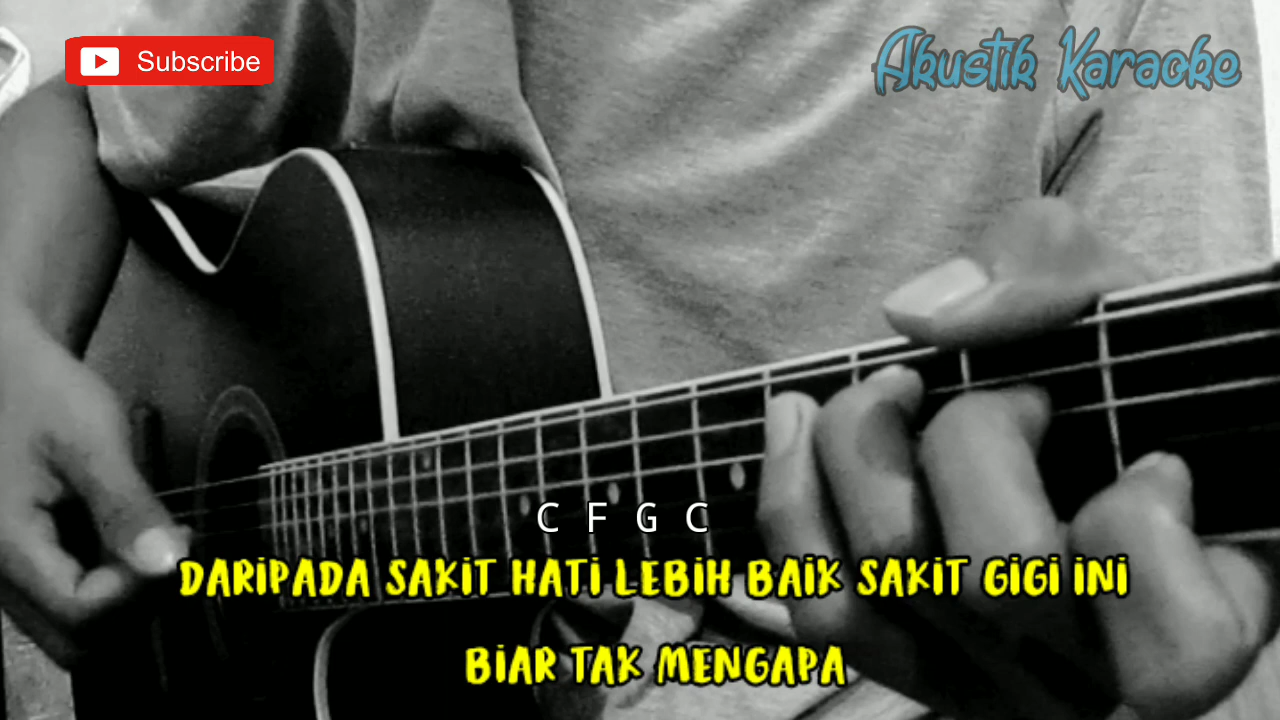 Subscribe
Akustik Karaoke
C F G C
DARiPADA SAKiT HATi LEBiH BAiK SAKiT GiGi iNi
BiAR TAK MENGAPA